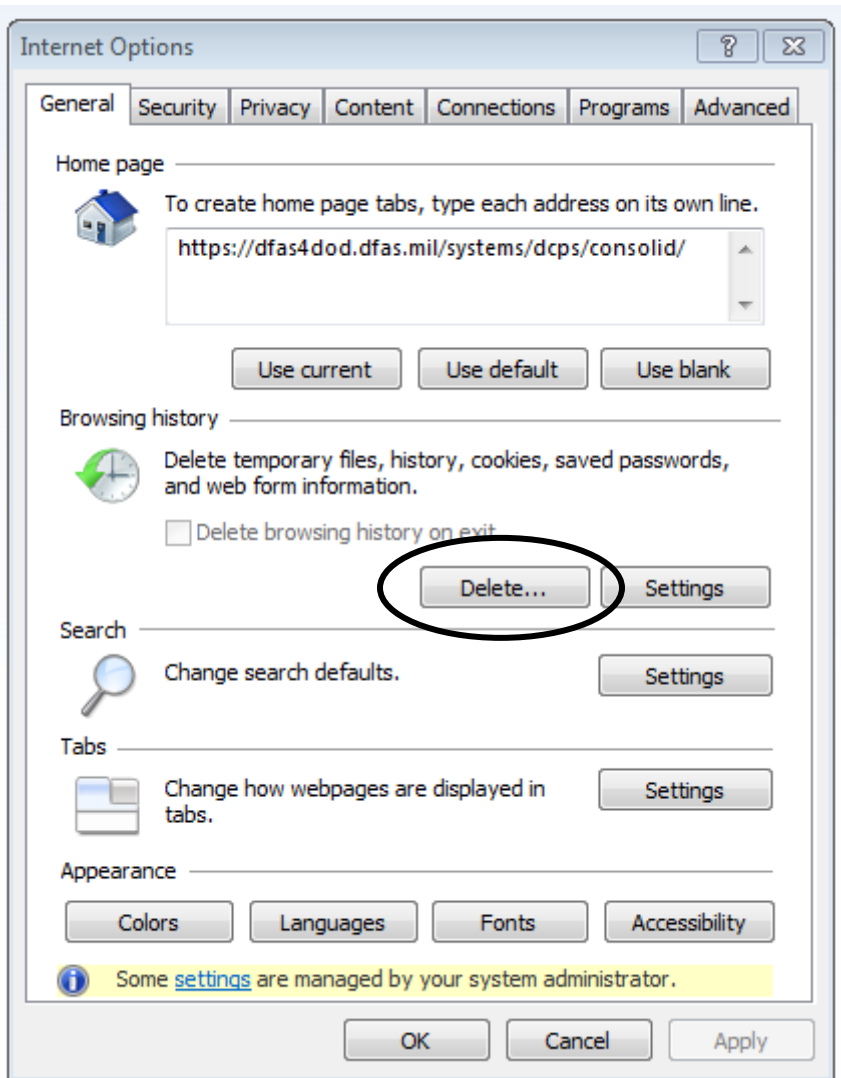 Internet Options
General Security Privacy Content Connections Programs Advanced
Home page
To create home page tabs, type each address on its own line.
https://dfas4dod.dfas.mil/systems/dcps/consolid/
Use current Use default Use blank
Browsing history
Delete temporary files, history, cookies, saved passwords,
and web form information.
Delete browsing history on exit
Delete... Settings
Search
Change search defaults. Settings
Tabs
Change how webpages are displayed in Settings
tabs.
Appearance
Colors Languages Fonts Accessibility
Some settings are managed by your system administrator.
OK Cancel Apply